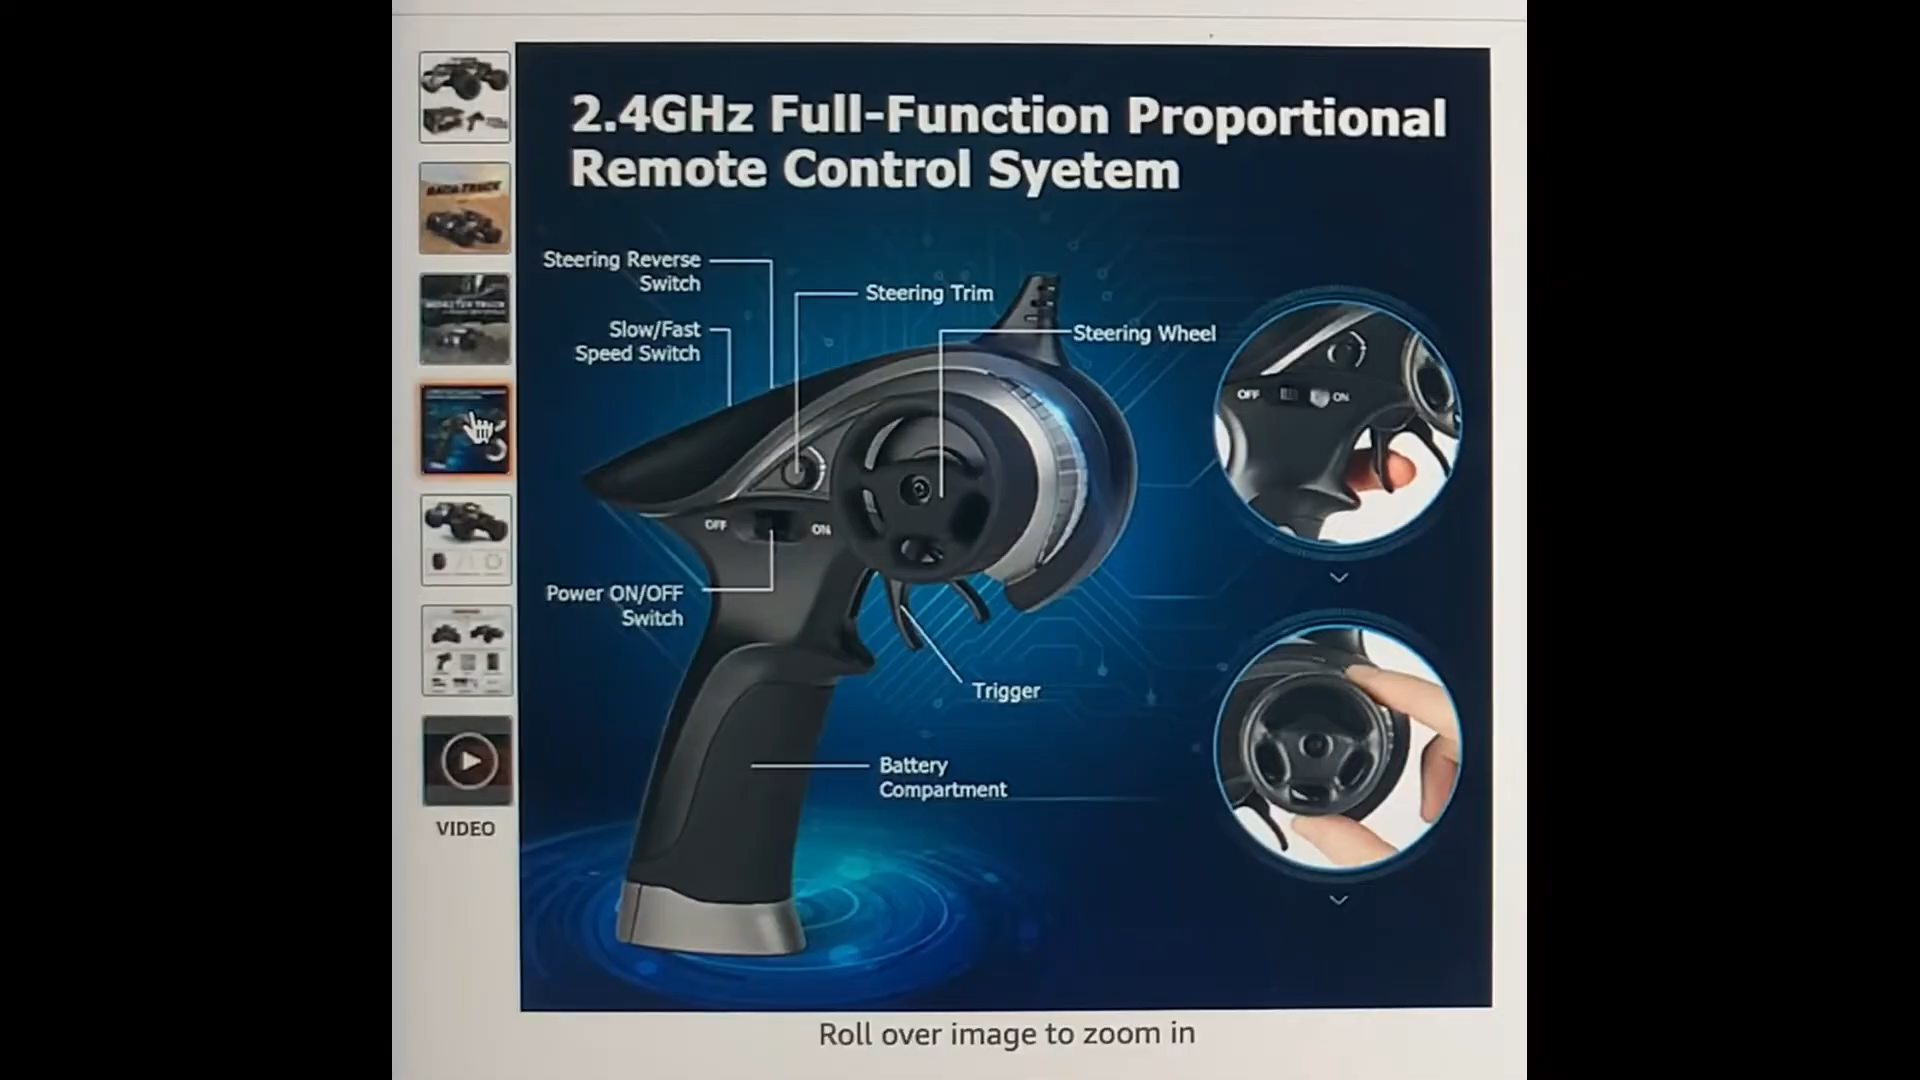 2.4GHz Full-Function Proportional
Remote Control Syetem
Steering Reverse
Switch
Steering Trim
Slow/Fast
Speed Switch
Steering Wheel
OFF
ON
OFF
ON
Power ON/OFF
Switch
Trigger
Battery
Compartment
VIDEO
Roll over image to zoom in